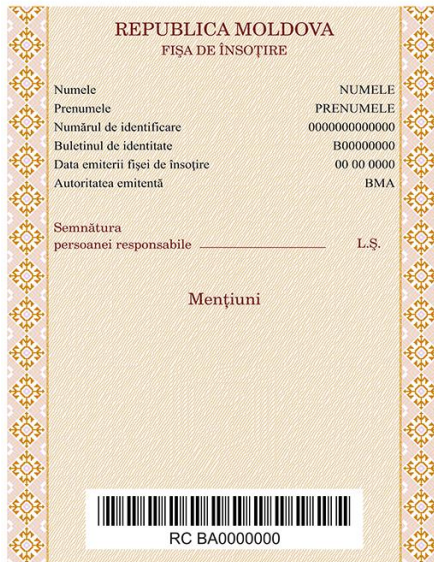 REPUBLICA MOLDOVA
FIŞA DE ÎNSOŢIRE
Numele NUMELE
Prenumele PRENUMELE
Numărul de identificare 0000000000000
Buletinul de identitate B00000000
Data emiterii fişei de însoţire 00 00 0000
Autoritatea emitentă BMA
Semnătura
persoanei responsabile L.Ş.
Menţiuni
RC BA0000000